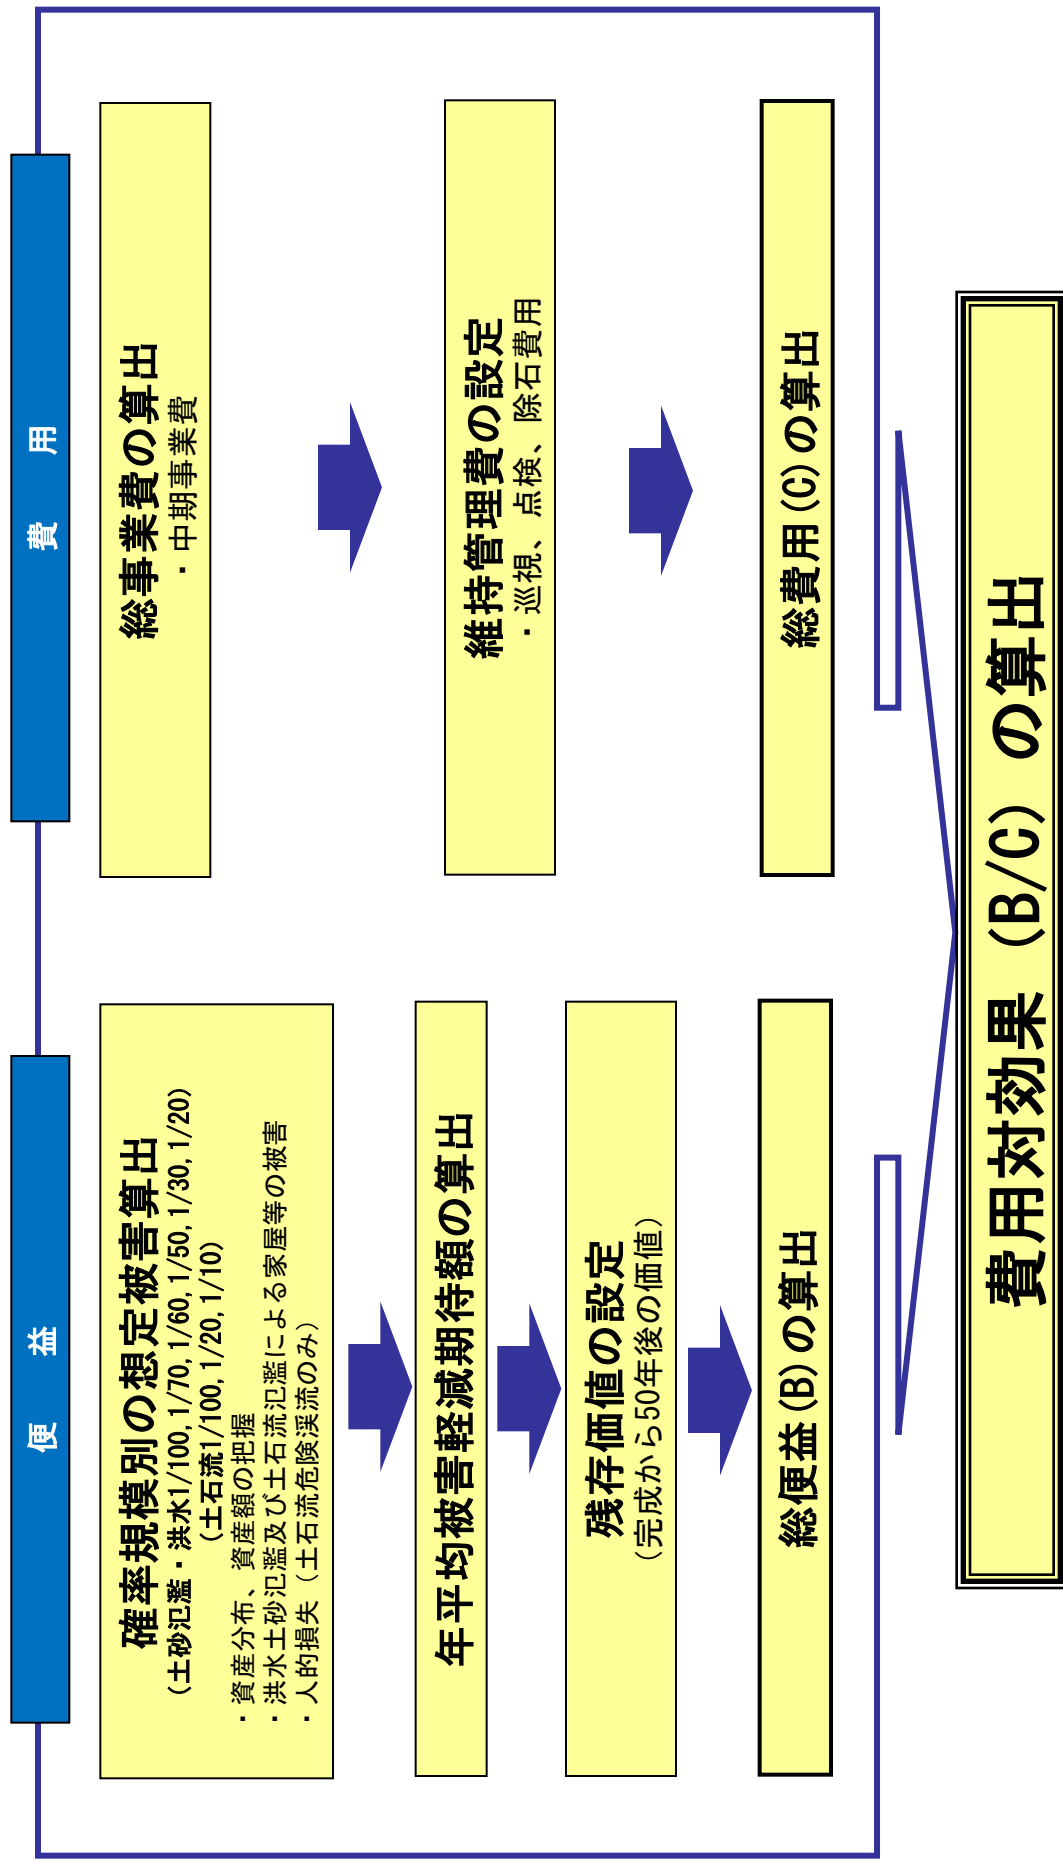 便　益
確率規模別の想定被害算出
（土砂氾濫・洪水1/100,1/70,1/60,1/50,1/30,1/20）
（土石流1/100,1/20,1/10）
・資産分布、資産額の把握
・洪水土砂氾濫及び土石流氾濫による家屋等の被害
・人的損失（土石流危険渓流のみ）
年平均被害軽減期待額の算出
残存価値の設定
（完成から50年後の価値）
総便益(B)の算出
費　用
総事業費の算出
・中期事業費
維持管理費の設定
・巡視、点検、除石費用
総費用(C)の算出
費用対効果（B/C）の算出